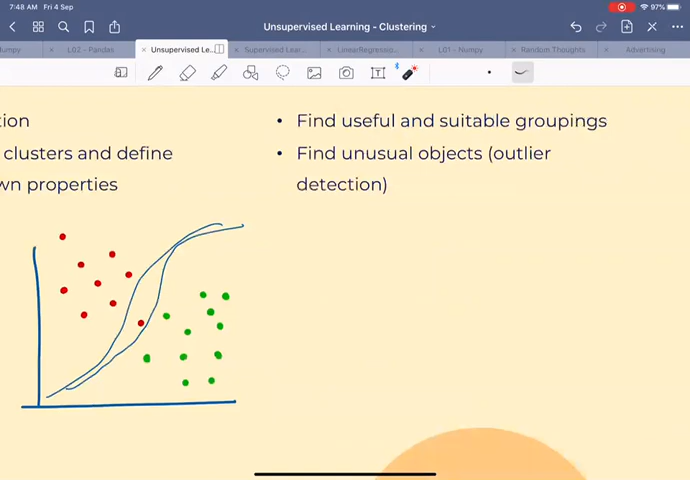 7:48 AM Fri 4 Sep
97%
Unsupervised Learning - Clustering
umpy
L02 - Pandas
Unsupervised Le...
Supervised Lear...
LinearRegressio...
L01 - Numpy
Random Thoughts
Advertising
tion
clusters and define
wn properties
• Find useful and suitable groupings
• Find unusual objects (outlier
detection)